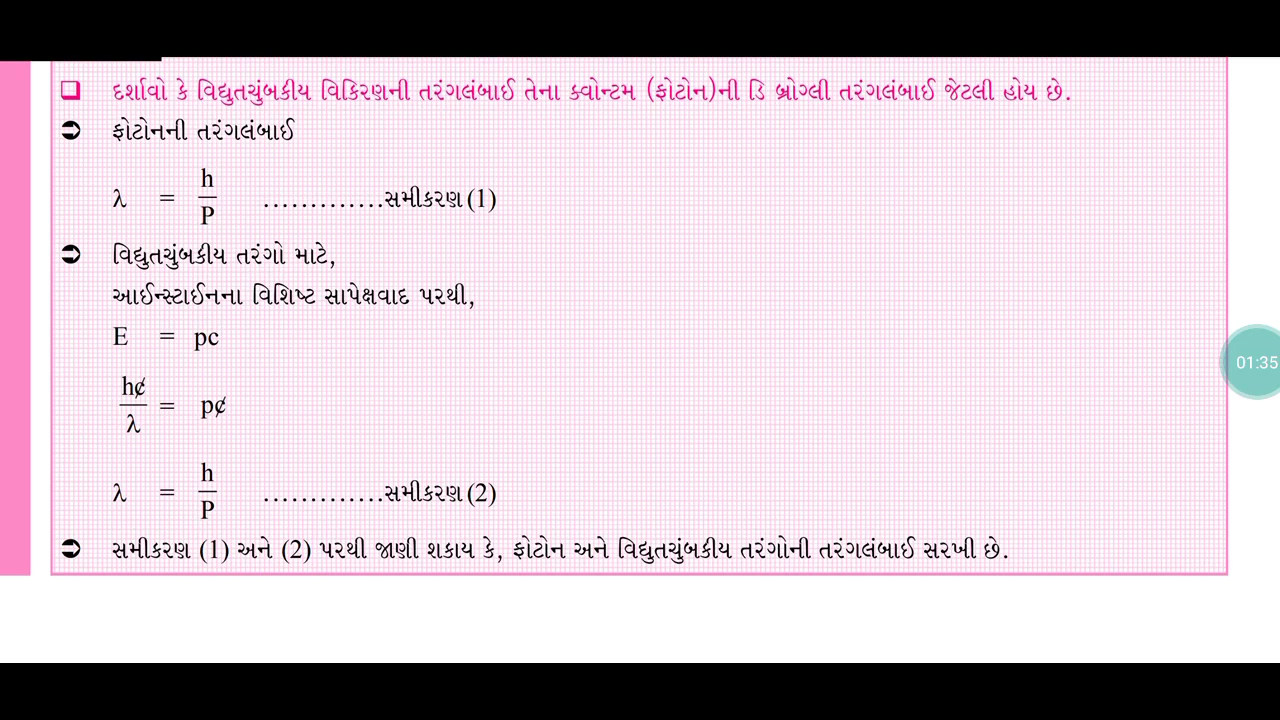 ❑ દર્શાવો કે વિદ્યુતચુંબકીય વિકિરણની તરંગલંબાઈ તેના ક્વોન્ટમ (ફોટોન)ની ડિ બ્રોગ્લી તરંગલંબાઈ જેટલી હોય છે.
➲ ફોટોનની તરંગલંબાઈ
λ = h/P .............સમીકરણ (1)
➲ વિદ્યુતચુંબકીય તરંગો માટે,
આઈન્સ્ટાઈનના વિશિષ્ટ સાપેક્ષવાદ પરથી,
E = pc
hc̸/λ = pc̸
λ = h/P .............સમીકરણ (2)
➲ સમીકરણ (1) અને (2) પરથી જાણી શકાય કે, ફોટોન અને વિદ્યુતચુંબકીય તરંગોની તરંગલંબાઈ સરખી છે.
01:35